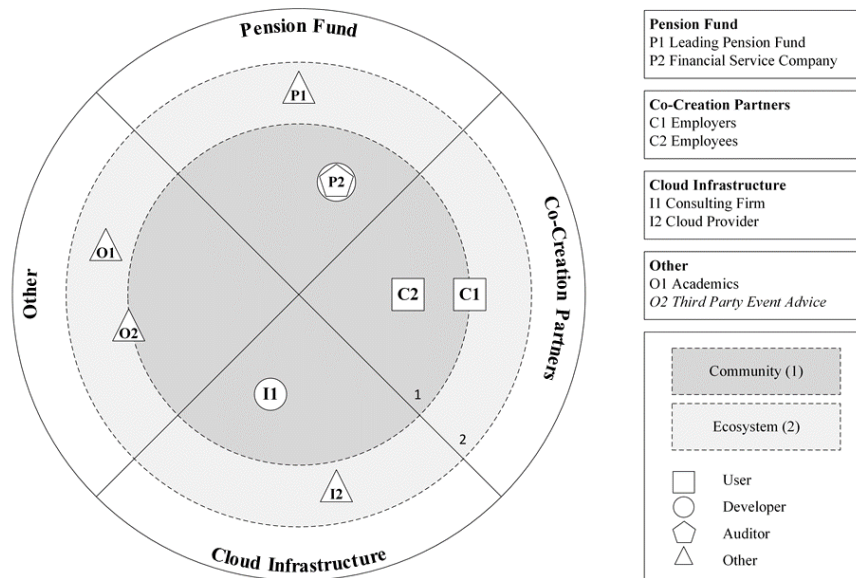 Pension Fund
P1
P2
O1
O2
Other
C2
C1
Co-Creation Partners
I1
1
2
I2
Cloud Infrastructure
Pension Fund
P1 Leading Pension Fund
P2 Financial Service Company
Co-Creation Partners
C1 Employers
C2 Employees
Cloud Infrastructure
I1 Consulting Firm
I2 Cloud Provider
Other
O1 Academics
O2 Third Party Event Advice
Community (1)
Ecosystem (2)
User
Developer
Auditor
Other